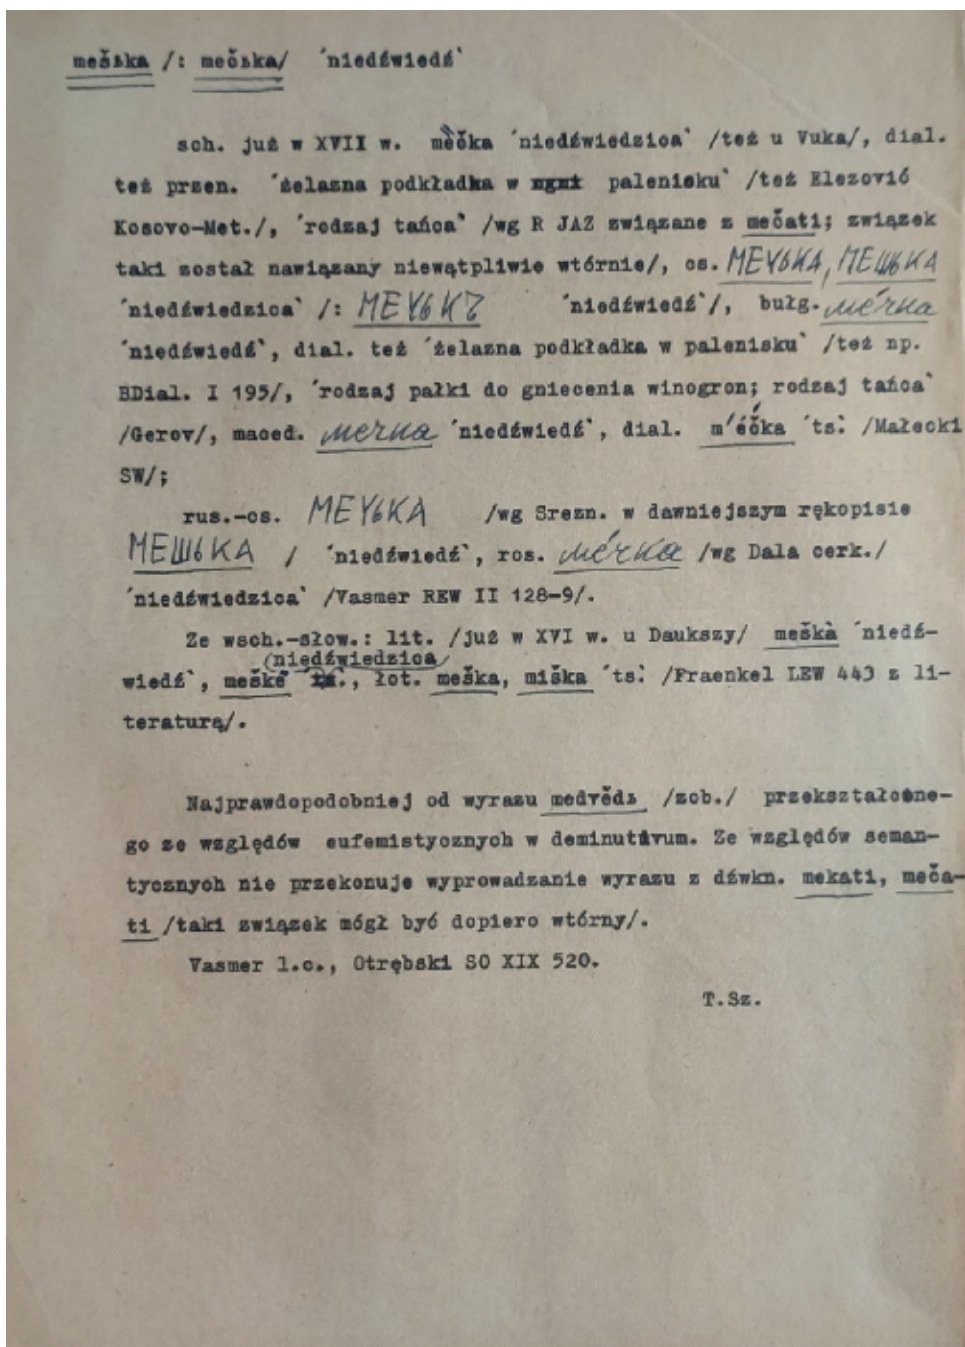 mešьka /: mečьka/ ´niedźwiedź`
sch. już w XVII w. mȅčka ´niedźwiedzica` /też u Vuka/, dial.
też przen. ´żelazna podkładka w palenisku` /też Elezović
Kosovo-Met./, ´rodzaj tańca` /wg R JAZ związane z mečati; związek
taki został nawiązany niewątpliwie wtórnie/, cs. МЕЧЬКА, МЕШЬКА
´niedźwiedzica` /: МЕЧЬКЪ ´niedźwiedź`/, bułg. ме́чка
´niedźwiedź`, dial. też ´żelazna podkładka w palenisku` /też np.
BDial. I 195/, ´rodzaj pałki do gniecenia winogron; rodzaj tańca`
/Gerov/, maced. мечка ´niedźwiedź`, dial. m´éčka ´ts.` /Małecki
SW/;
rus.-cs. МЕЧЬКА /wg Srezn. w dawniejszym rękopisie
МЕШЬКА / ´niedźwiedź`, ros. ме́чка /wg Dala cerk./
´niedźwiedzica` /Vasmer REW II 128-9/.
Ze wsch.-słow.: lit. /już w XVI w. u Daukszy/ meškà ´niedź-
(niedźwiedzica/
wiedź`, meškė ´ts.`, łot. meška, miška ´ts.` /Fraenkel LEW 443 z li-
teraturą/.
Najprawdopodobniej od wyrazu medvědь /zob./ przekształcone-
go ze względów eufemistycznych w deminutivum. Ze względów seman-
tycznych nie przekonuje wyprowadzanie wyrazu z dźwkn. mekati, meča-
ti /taki związek mógł być dopiero wtórny/.
Vasmer l.c., Otrębski SO XIX 520.
T.Sz.